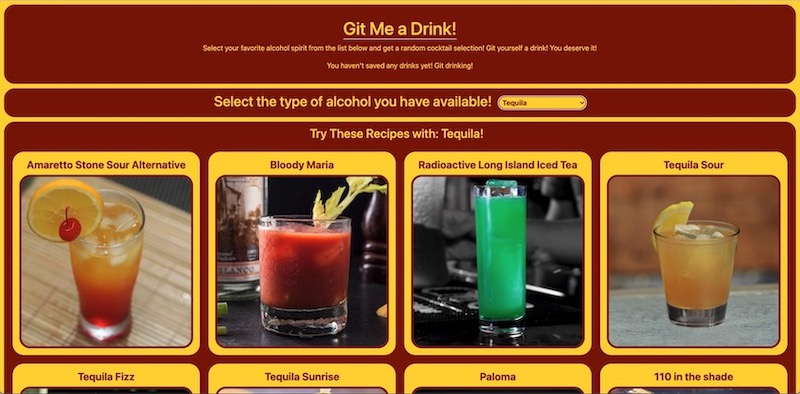 Git Me a Drink!
Select your favorite alcohol spirit from the list below and get a random cocktail selection! Git yourself a drink! You deserve it!
You haven't saved any drinks yet! Git drinking!
Select the type of alcohol you have available! Tequila
Try These Recipes with: Tequila!
Amaretto Stone Sour Alternative
Bloody Maria
Radioactive Long Island Iced Tea
Tequila Sour
Tequila Fizz
Tequila Sunrise
Paloma
110 in the shade